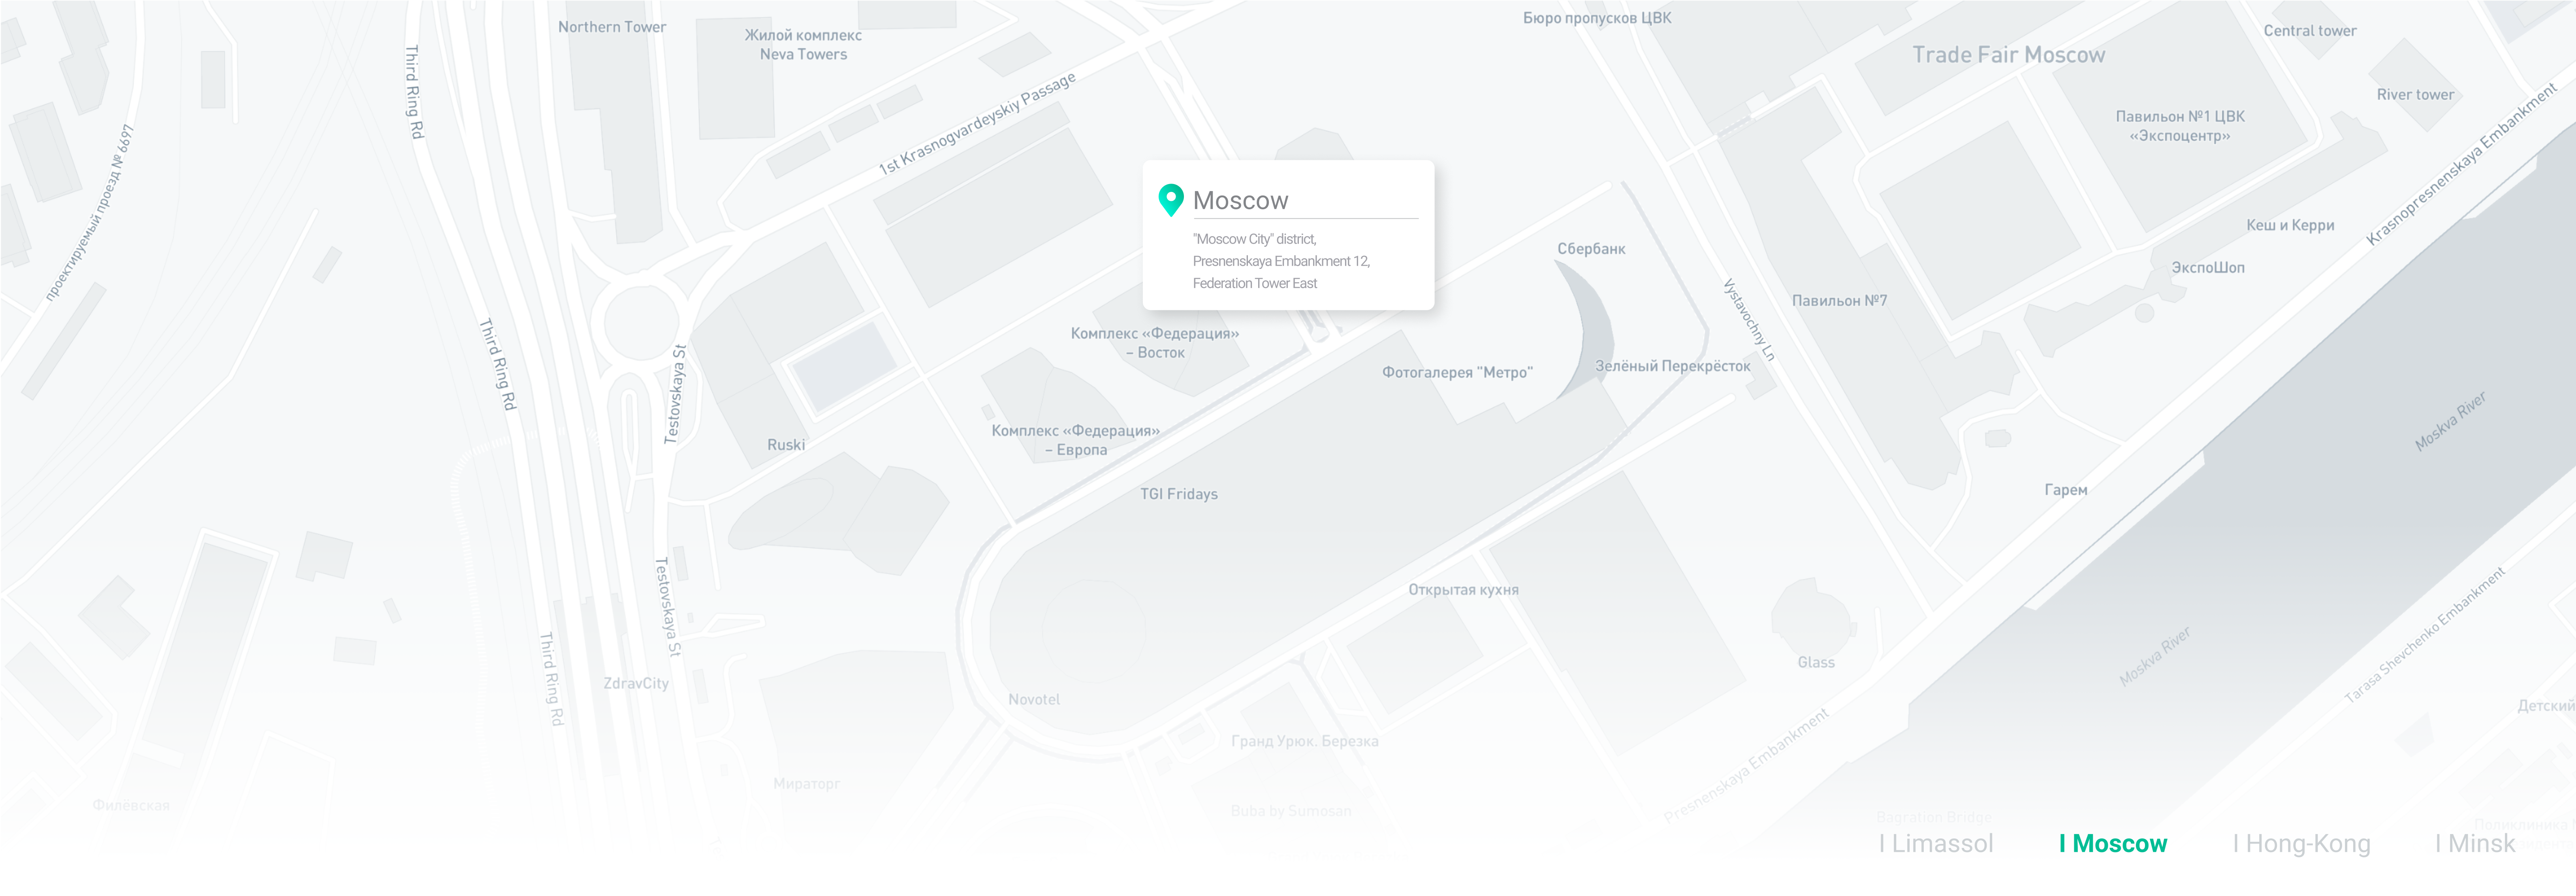 Northern Tower
Жилой комплекс
Neva Towers
Бюро пропусков ЦВК
Central tower
Trade Fair Moscow
River tower
Павильон №1 ЦВК
«Экспоцентр»
Third Ring Rd
проектируемый проезд № 6697
1st Krasnogvardeyskiy Passage
Krasnopresnenskaya Embankment
Moscow
"Moscow City" district,
Presnenskaya Embankment 12,
Federation Tower East
Сбербанк
Кеш и Керри
ЭкспоШоп
Павильон №7
Vystavochny Ln
Third Ring Rd
Testovskaya St
Комплекс «Федерация»
– Восток
Фотогалерея "Метро"
Зелёный Перекрёсток
Ruski
Комплекс «Федерация»
– Европа
Moskva River
TGI Fridays
Гарем
Открытая кухня
Testovskaya St
Third Ring Rd
Glass
Moskva River
Tarasa Shevchenko Embankment
ZdravCity
Novotel
Детский
Гранд Урюк. Березка
Presnenskaya Embankment
Мираторг
Филёвская
Buba by Sumosan
Bagration Bridge
Поликлиника
I Limassol
I Moscow
I Hong-Kong
I Minsk